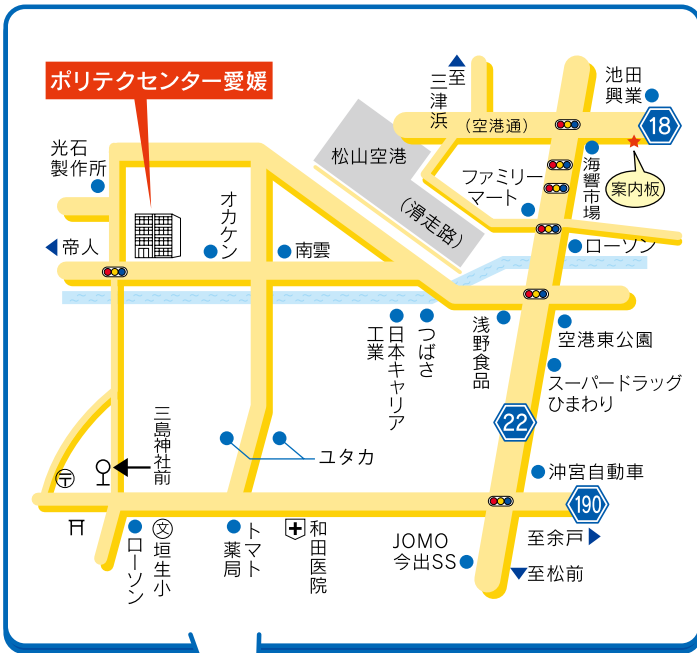 ポリテクセンター愛媛
至
三津浜
池田
興業
(空港通)
18
光石
製作所
松山空港
(滑走路)
ファミリー
マート
海響市場
案内板
オカケン
帝人
南雲
ローソン
日本キャリア
工業
つばさ
浅野食品
空港東公園
スーパードラッグ
ひまわり
22
三島神社前
ユタカ
〒
沖宮自動車
190
ローソン
文
垣生小
トマト
薬局
和田医院
JOMO
今出SS
至余戸
至松前